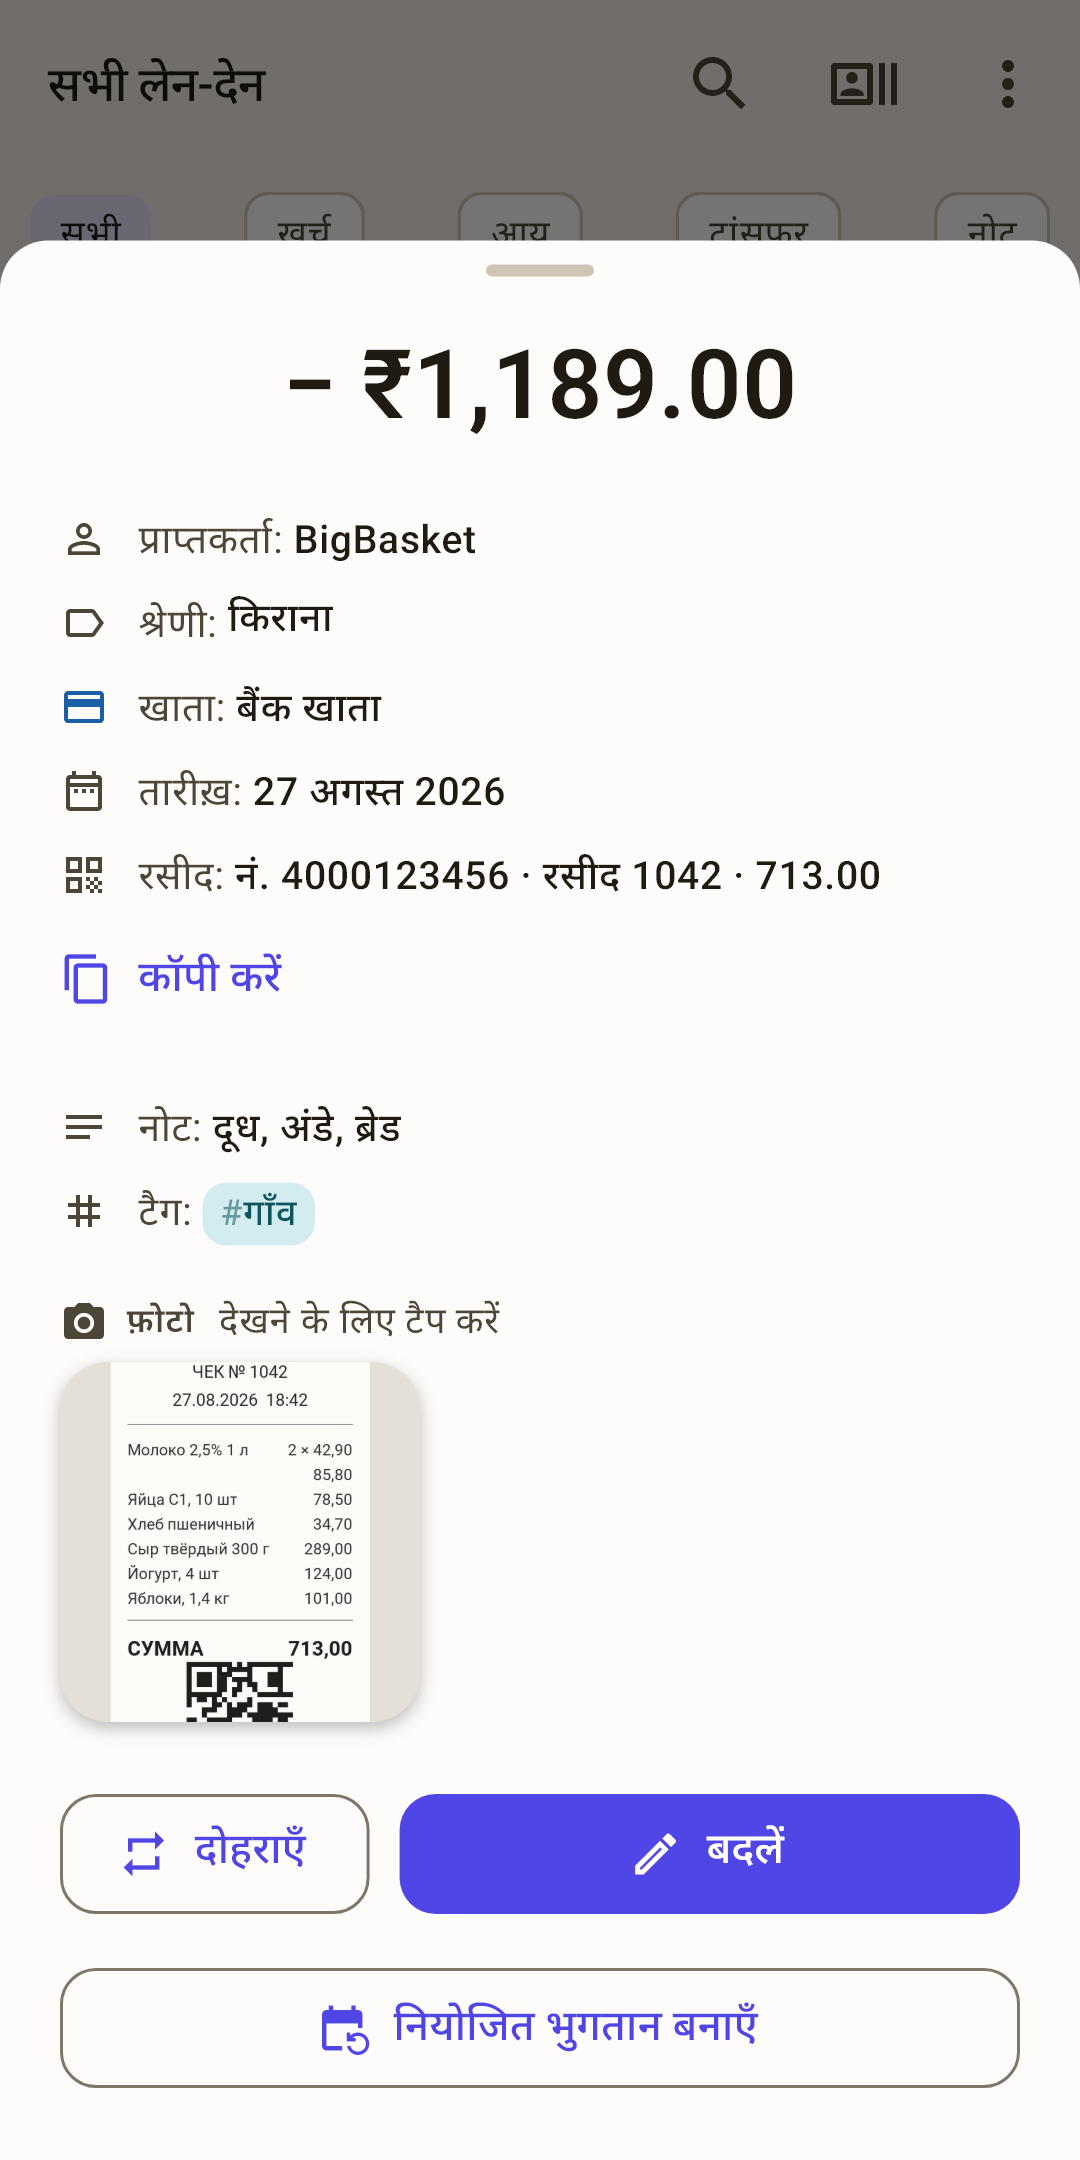 सभी लेन-देन
सभी खर्च आय ट्रांसफ़र नोट
– ₹1,189.00
प्राप्तकर्ता: BigBasket
श्रेणी: किराना
खाता: बैंक खाता
तारीख़: 27 अगस्त 2026
रसीद: नं. 4000123456 · रसीद 1042 · 713.00
कॉपी करें
नोट: दूध, अंडे, ब्रेड
टैग: #गाँव
फ़ोटो देखने के लिए टैप करें
ЧЕК № 1042
27.08.2026 18:42
Молоко 2,5% 1 л 2 × 42,90
85,80
Яйца С1, 10 шт 78,50
Хлеб пшеничный 34,70
Сыр твёрдый 300 г 289,00
Йогурт, 4 шт 124,00
Яблоки, 1,4 кг 101,00
СУММА 713,00
दोहराएँ
बदलें
नियोजित भुगतान बनाएँ